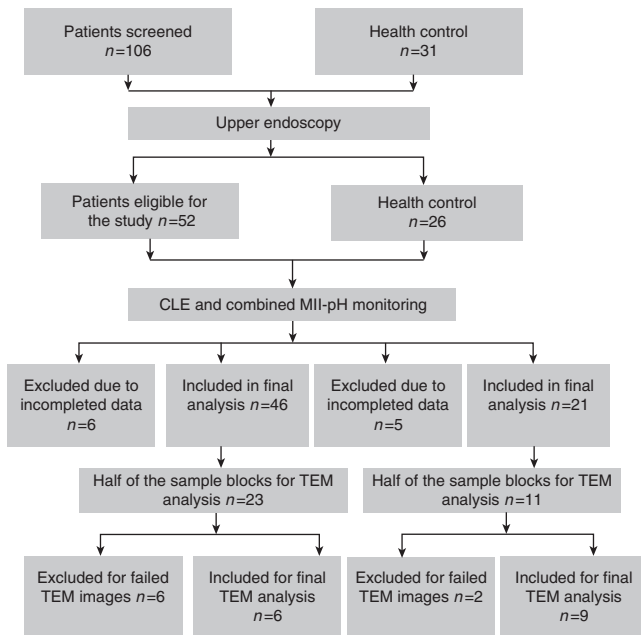 Patients screened
n=106
Health control
n=31
Upper endoscopy
Patients eligible for
the study n=52
Health control
n=26
CLE and combined MII-pH monitoring
Excluded due to
incompleted data
n=6
Included in final
analysis n=46
Excluded due to
incompleted data
n=5
Included in final
analysis n=21
Half of the sample blocks for TEM
analysis n=23
Half of the sample blocks for TEM
analysis n=11
Excluded for failed
TEM images n=6
Included for final
TEM analysis
n=6
Excluded for failed
TEM images n=2
Included for final
TEM analysis
n=9